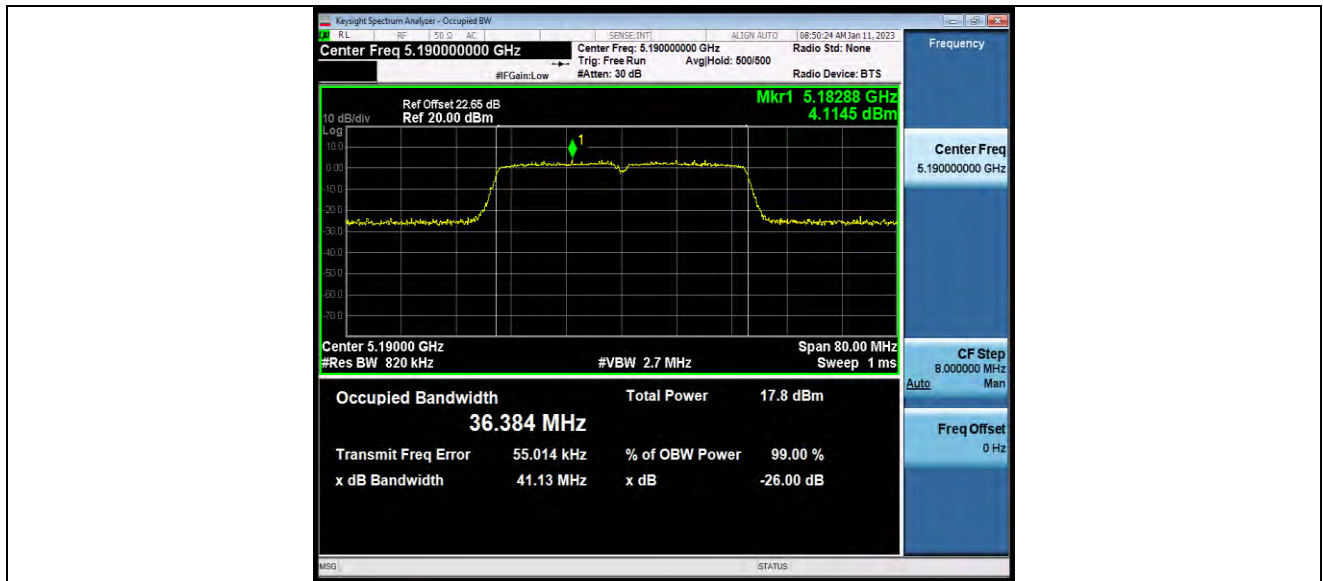 Keysight Spectrum Analyzer - Occupied BW
RL RF 50 Ω AC SENSE:INT ALIGN AUTO 08:50:24 AM Jan 11, 2023
Center Freq 5.190000000 GHz
Center Freq: 5.190000000 GHz
Radio Std: None
Trig: Free Run Avg|Hold: 500/500
#IFGain:Low #Atten: 30 dB Radio Device: BTS
Frequency
Mkr1 5.18288 GHz
4.1145 dBm
Ref Offset 22.65 dB
10 dB/div Ref 20.00 dBm
Log
10.0
0.00
-10.0
-20.0
-30.0
-40.0
-50.0
-60.0
-70.0
1
Center 5.19000 GHz Span 80.00 MHz
#Res BW 820 kHz #VBW 2.7 MHz Sweep 1 ms
Occupied Bandwidth Total Power 17.8 dBm
36.384 MHz
Transmit Freq Error 55.014 kHz % of OBW Power 99.00 %
x dB Bandwidth 41.13 MHz x dB -26.00 dB
Center Freq
5.190000000 GHz
CF Step
8.000000 MHz
Auto Man
Freq Offset
0 Hz
MSG STATUS